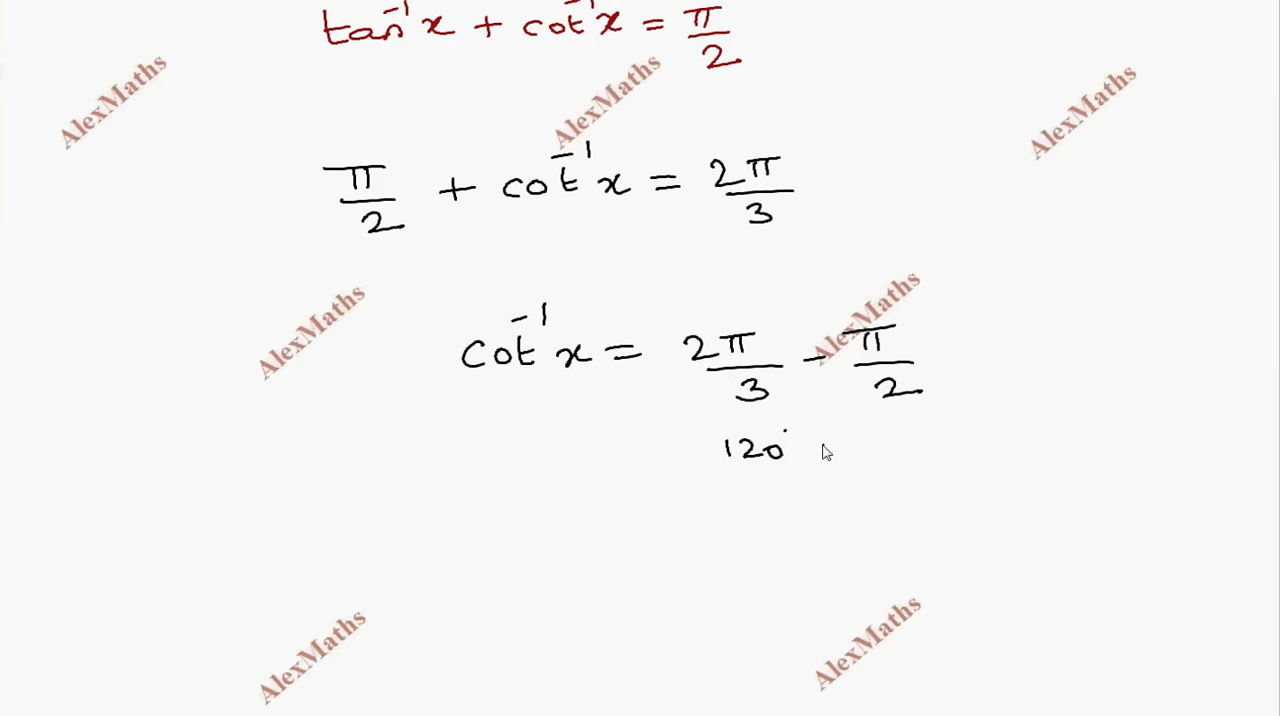 tan⁻¹x + cot⁻¹x = π/2
AlexMaths AlexMaths AlexMaths
π/2 + cot⁻¹x = 2π/3
AlexMaths AlexMaths
cot⁻¹x = 2π/3 - π/2
120°
AlexMaths AlexMaths